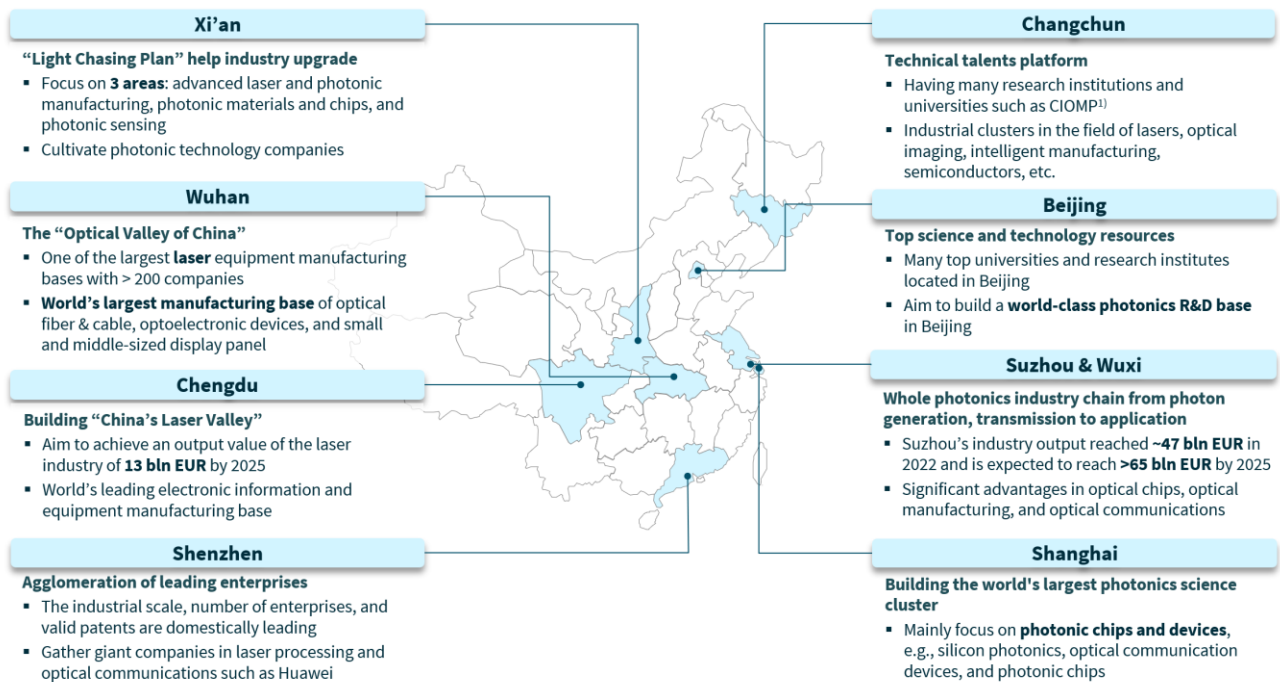 Xi’an
“Light Chasing Plan” help industry upgrade
▪ Focus on 3 areas: advanced laser and photonic
manufacturing, photonic materials and chips, and
photonic sensing
▪ Cultivate photonic technology companies
Wuhan
The “Optical Valley of China”
▪ One of the largest laser equipment manufacturing
bases with > 200 companies
▪ World’s largest manufacturing base of optical
fiber & cable, optoelectronic devices, and small
and middle-sized display panel
Chengdu
Building “China’s Laser Valley”
▪ Aim to achieve an output value of the laser
industry of 13 bln EUR by 2025
▪ World’s leading electronic information and
equipment manufacturing base
Shenzhen
Agglomeration of leading enterprises
▪ The industrial scale, number of enterprises, and
valid patents are domestically leading
▪ Gather giant companies in laser processing and
optical communications such as Huawei
Changchun
Technical talents platform
▪ Having many research institutions and
universities such as CIOMP1)
▪ Industrial clusters in the field of lasers, optical
imaging, intelligent manufacturing,
semiconductors, etc.
Beijing
Top science and technology resources
▪ Many top universities and research institutes
located in Beijing
▪ Aim to build a world-class photonics R&D base
in Beijing
Suzhou & Wuxi
Whole photonics industry chain from photon
generation, transmission to application
▪ Suzhou’s industry output reached ~47 bln EUR in
2022 and is expected to reach >65 bln EUR by 2025
▪ Significant advantages in optical chips, optical
manufacturing, and optical communications
Shanghai
Building the world's largest photonics science
cluster
▪ Mainly focus on photonic chips and devices,
e.g., silicon photonics, optical communication
devices, and photonic chips